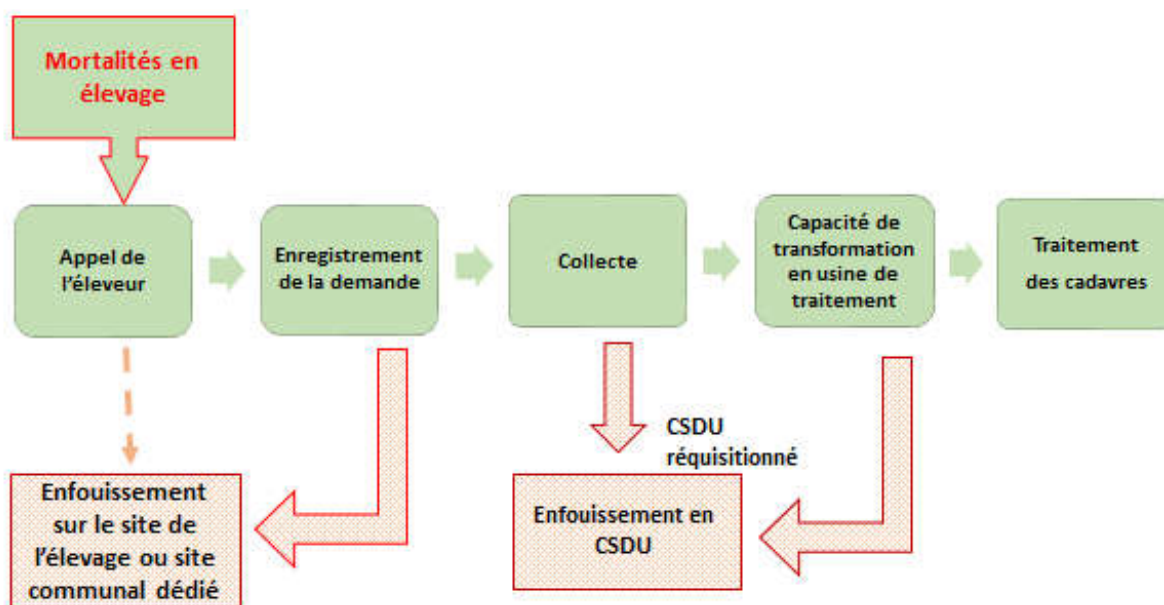 Mortalités en
élevage
Appel de
l'éleveur
Enregistrement
de la demande
Collecte
Capacité de
transformation
en usine de
traitement
Traitement
des cadavres
CSDU
réquisitionné
Enfouissement
sur le site de
l'élevage ou site
communal dédié
Enfouissement en
CSDU